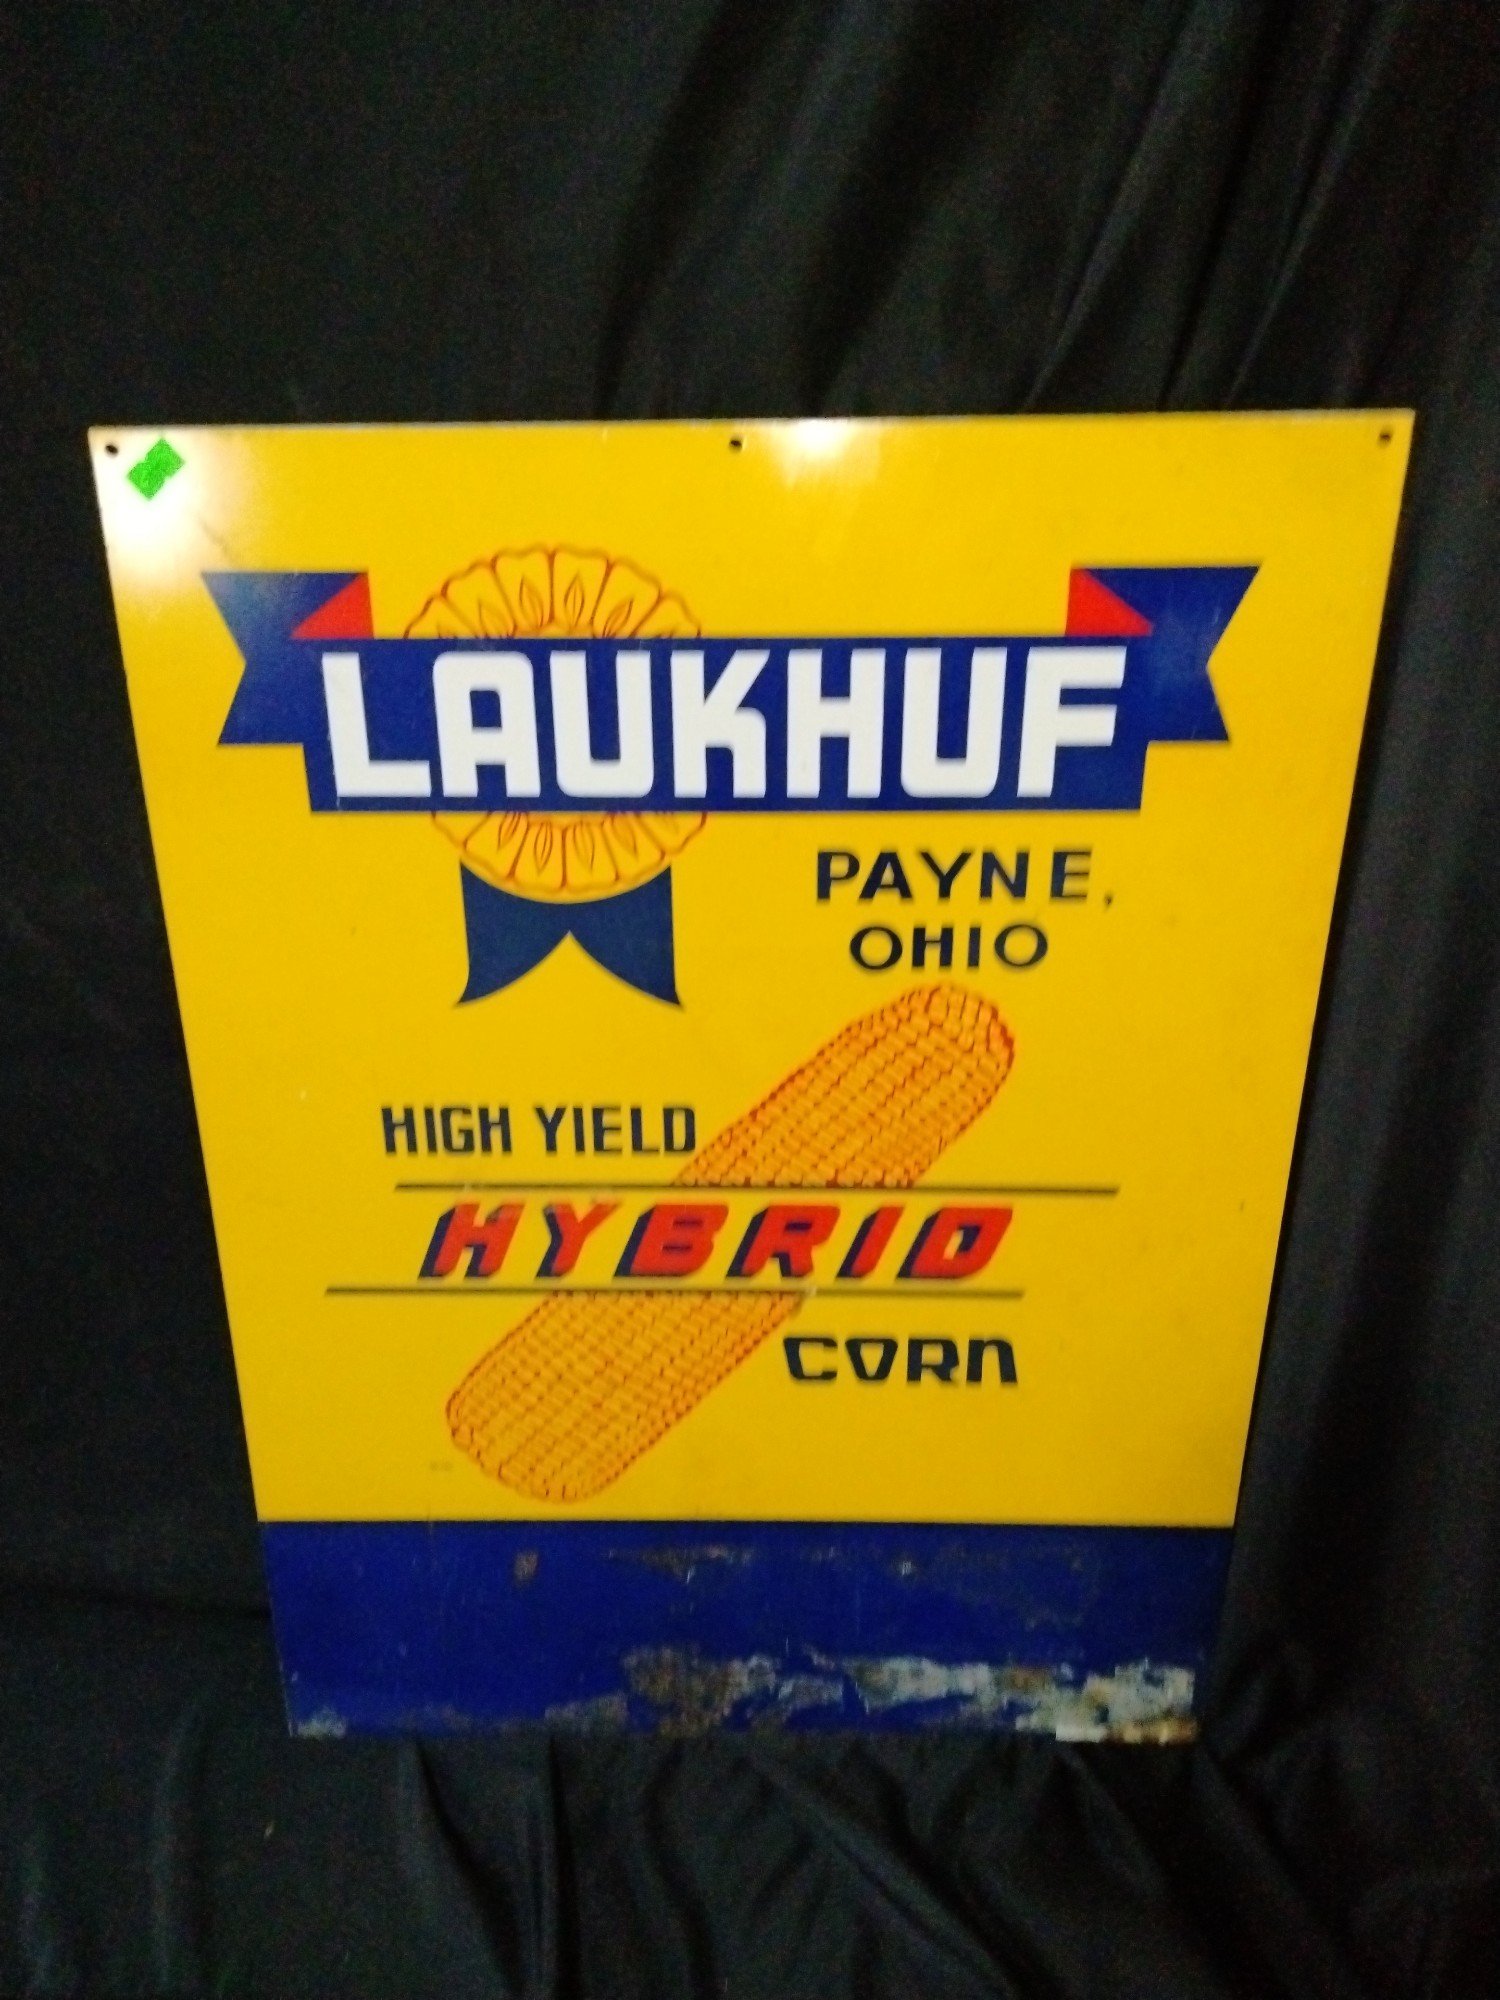 LAUKHUF
PAYNE,
OHIO
HIGH YIELD
HYBRID
CORN